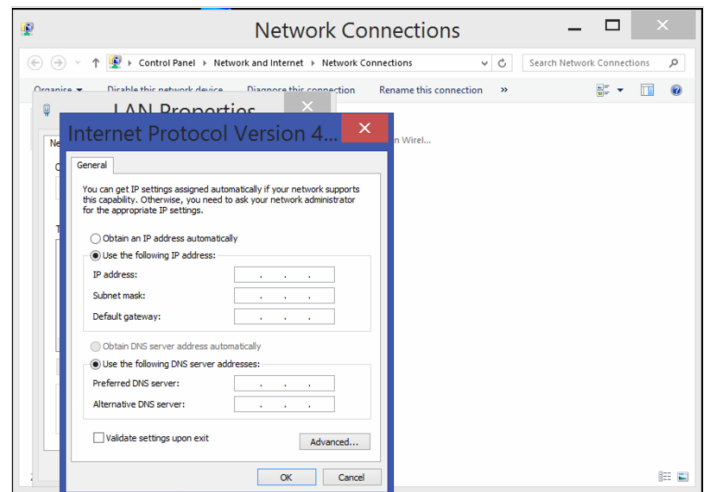 Network Connections
Control Panel Network and Internet Network Connections
Search Network Connections
Organise Disable this network device Diagnose this connection Rename this connection »
LAN Properties
Internet Protocol Version 4...
n Wirel...
General
You can get IP settings assigned automatically if your network supports
this capability. Otherwise, you need to ask your network administrator
for the appropriate IP settings.
Obtain an IP address automatically
Use the following IP address:
IP address:
Subnet mask:
Default gateway:
Obtain DNS server address automatically
Use the following DNS server addresses:
Preferred DNS server:
Alternative DNS server:
Validate settings upon exit
Advanced...
OK Cancel